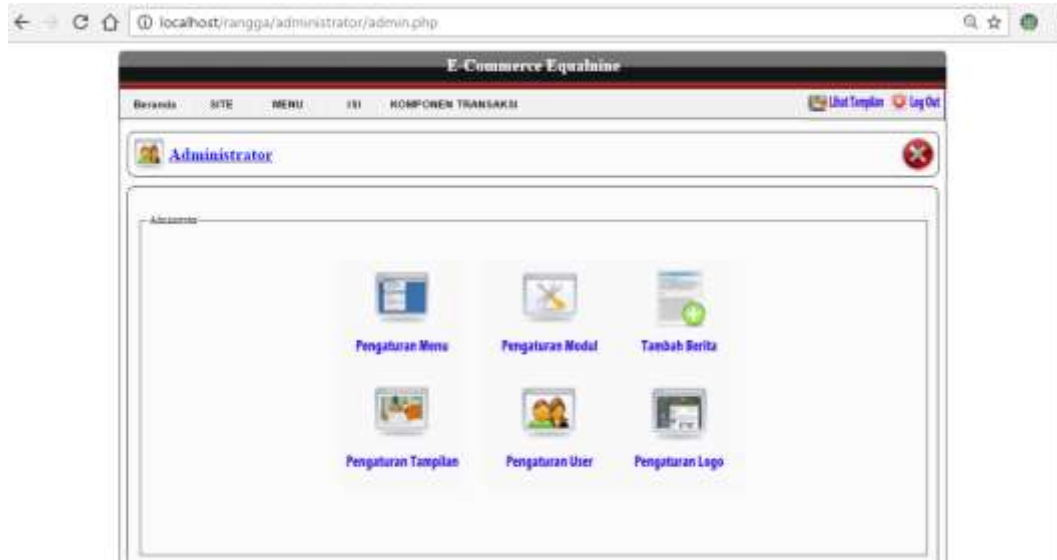 localhost/rangga/administrator/admin.php
E-Commerce Equalnine
Beranda SITE MENU ISI KOMPONEN TRANSAKSI Lihat Tampilan Log Out
Administrator
Pengaturan Menu Pengaturan Modul Tambah Berita
Pengaturan Tampilan Pengaturan User Pengaturan Logo